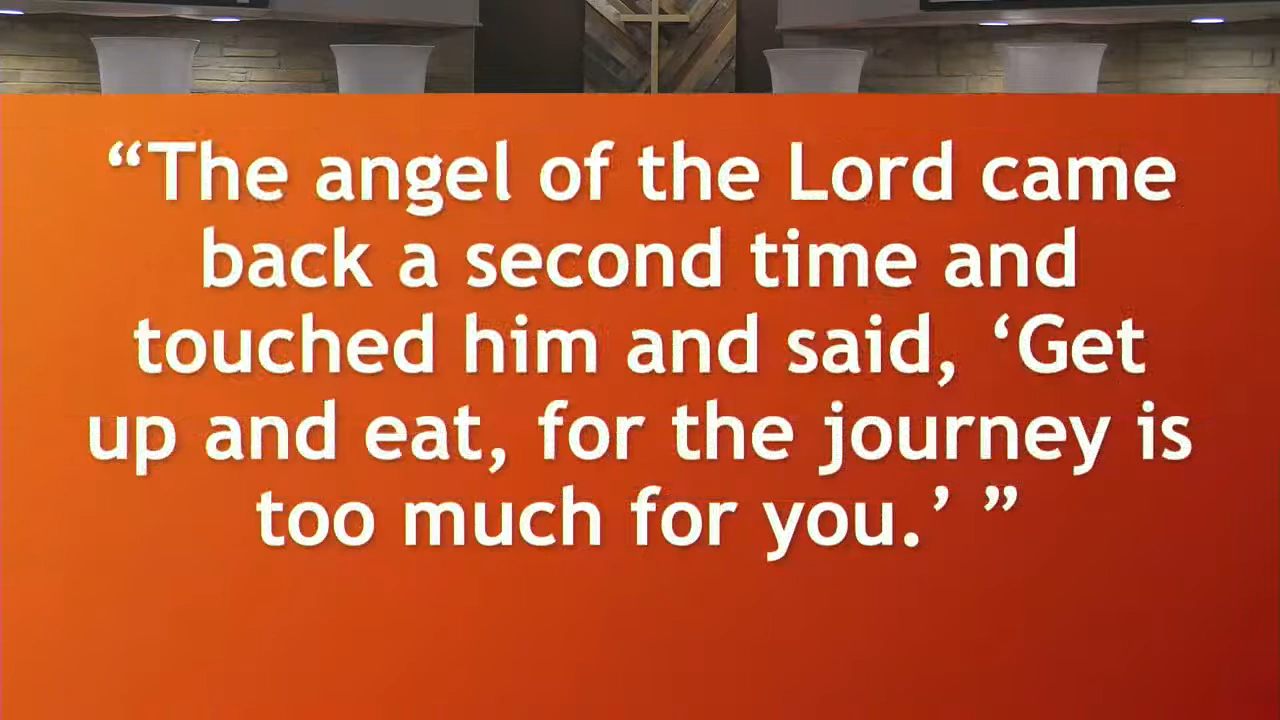 “The angel of the Lord came
back a second time and
touched him and said, ‘Get
up and eat, for the journey is
too much for you.’ ”